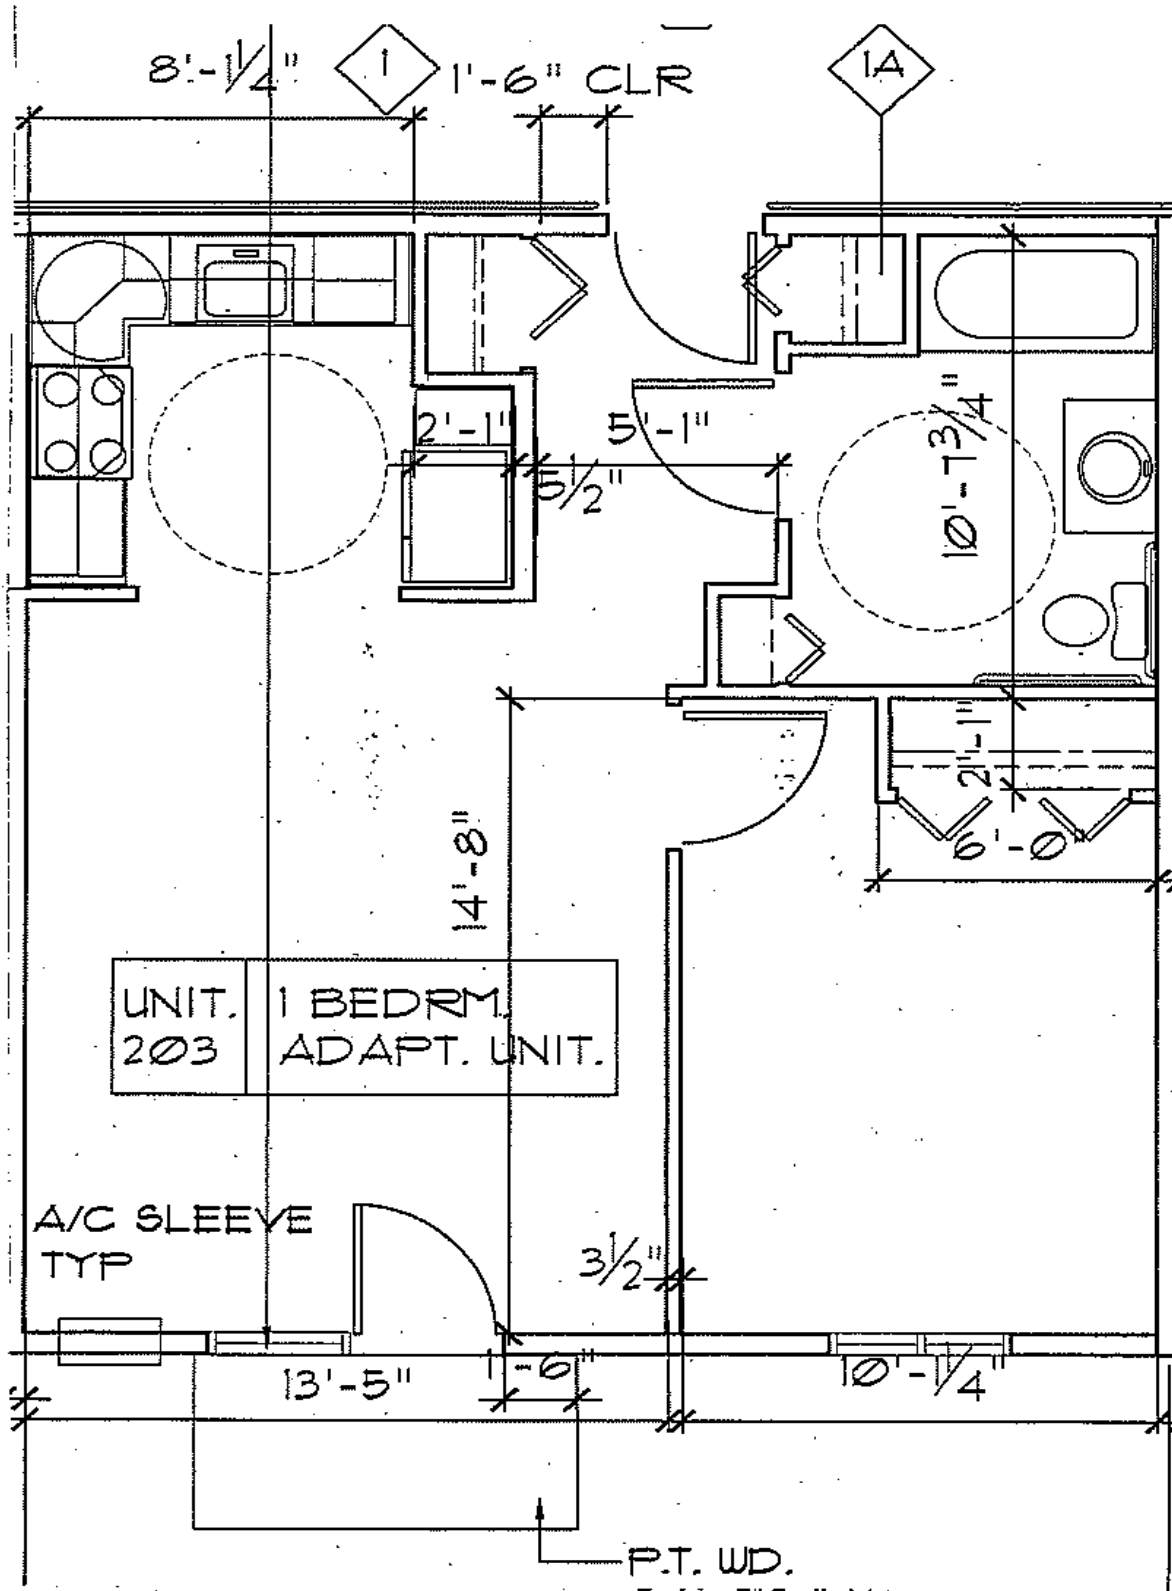 8'-1 1/4"
1
1'-6" CLR
1A
2'-1"
5'-1"
5 1/2"
10'-1 3/4"
2'-1"
6'-0"
14'-8"
UNIT. 203
1 BEDRM.
ADAPT. UNIT.
A/C SLEEVE
TYP
3 1/2"
13'-5"
1'-6"
10'-1/4"
P.T. WD.